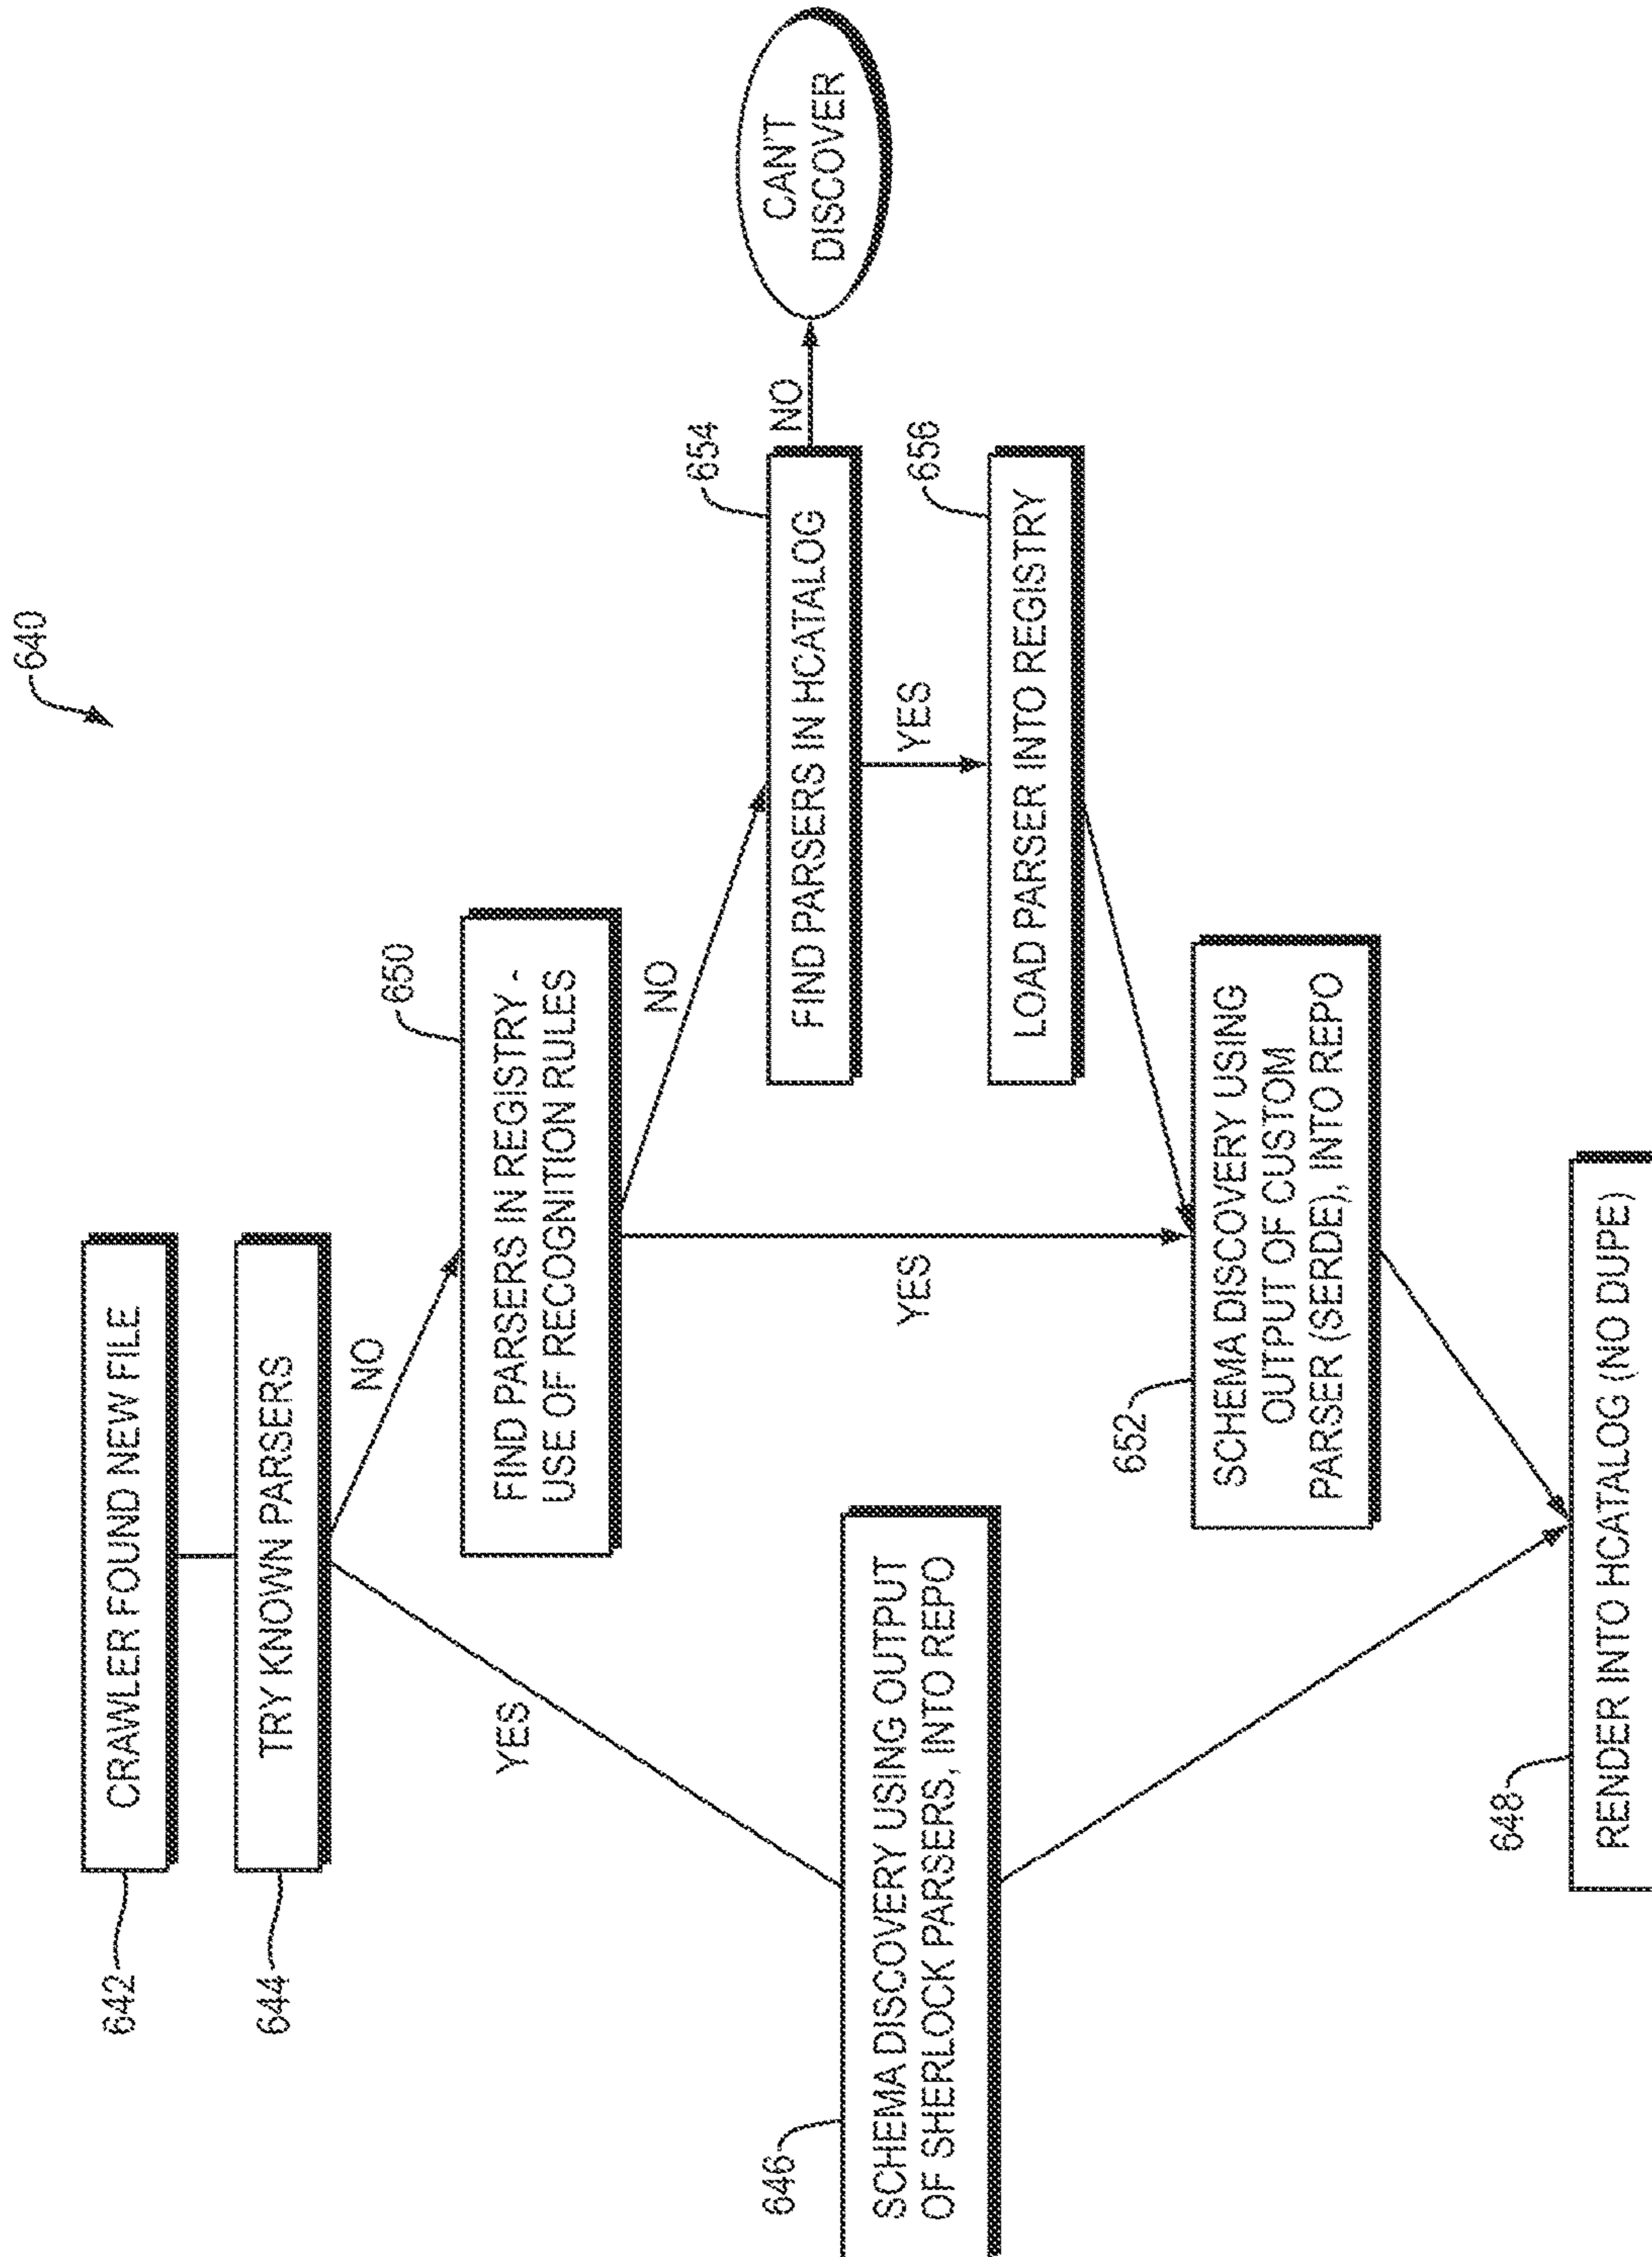 640
642
CRAWLER FOUND NEW FILE
644
TRY KNOWN PARSERS
NO
YES
650
FIND PARSERS IN REGISTRY -
USE OF RECOGNITION RULES
NO
YES
654
FIND PARSERS IN HCATALOG
NO
CAN'T
DISCOVER
YES
656
LOAD PARSER INTO REGISTRY
646
SCHEMA DISCOVERY USING OUTPUT
OF SHERLOCK PARSERS, INTO REPO
652
SCHEMA DISCOVERY USING
OUTPUT OF CUSTOM
PARSER (SERDE), INTO REPO
648
RENDER INTO HCATALOG (NO DUPE)